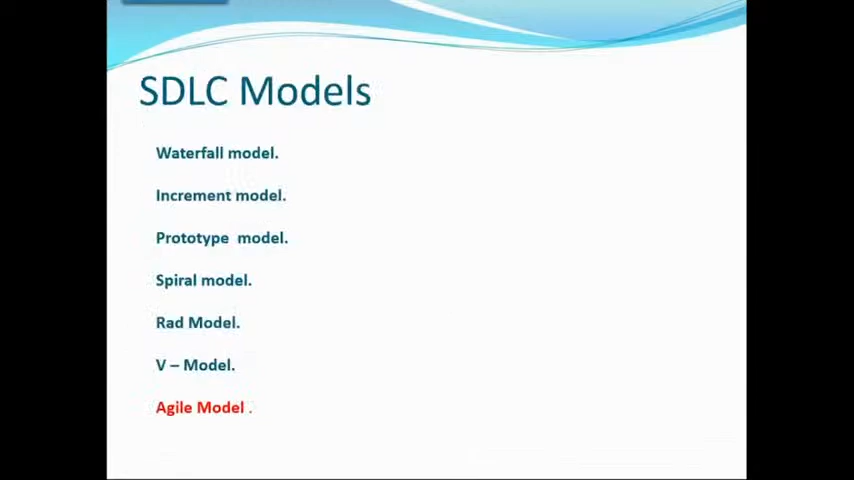 SDLC Models
Waterfall model.
Increment model.
Prototype  model.
Spiral model.
Rad Model.
V – Model.
Agile Model .